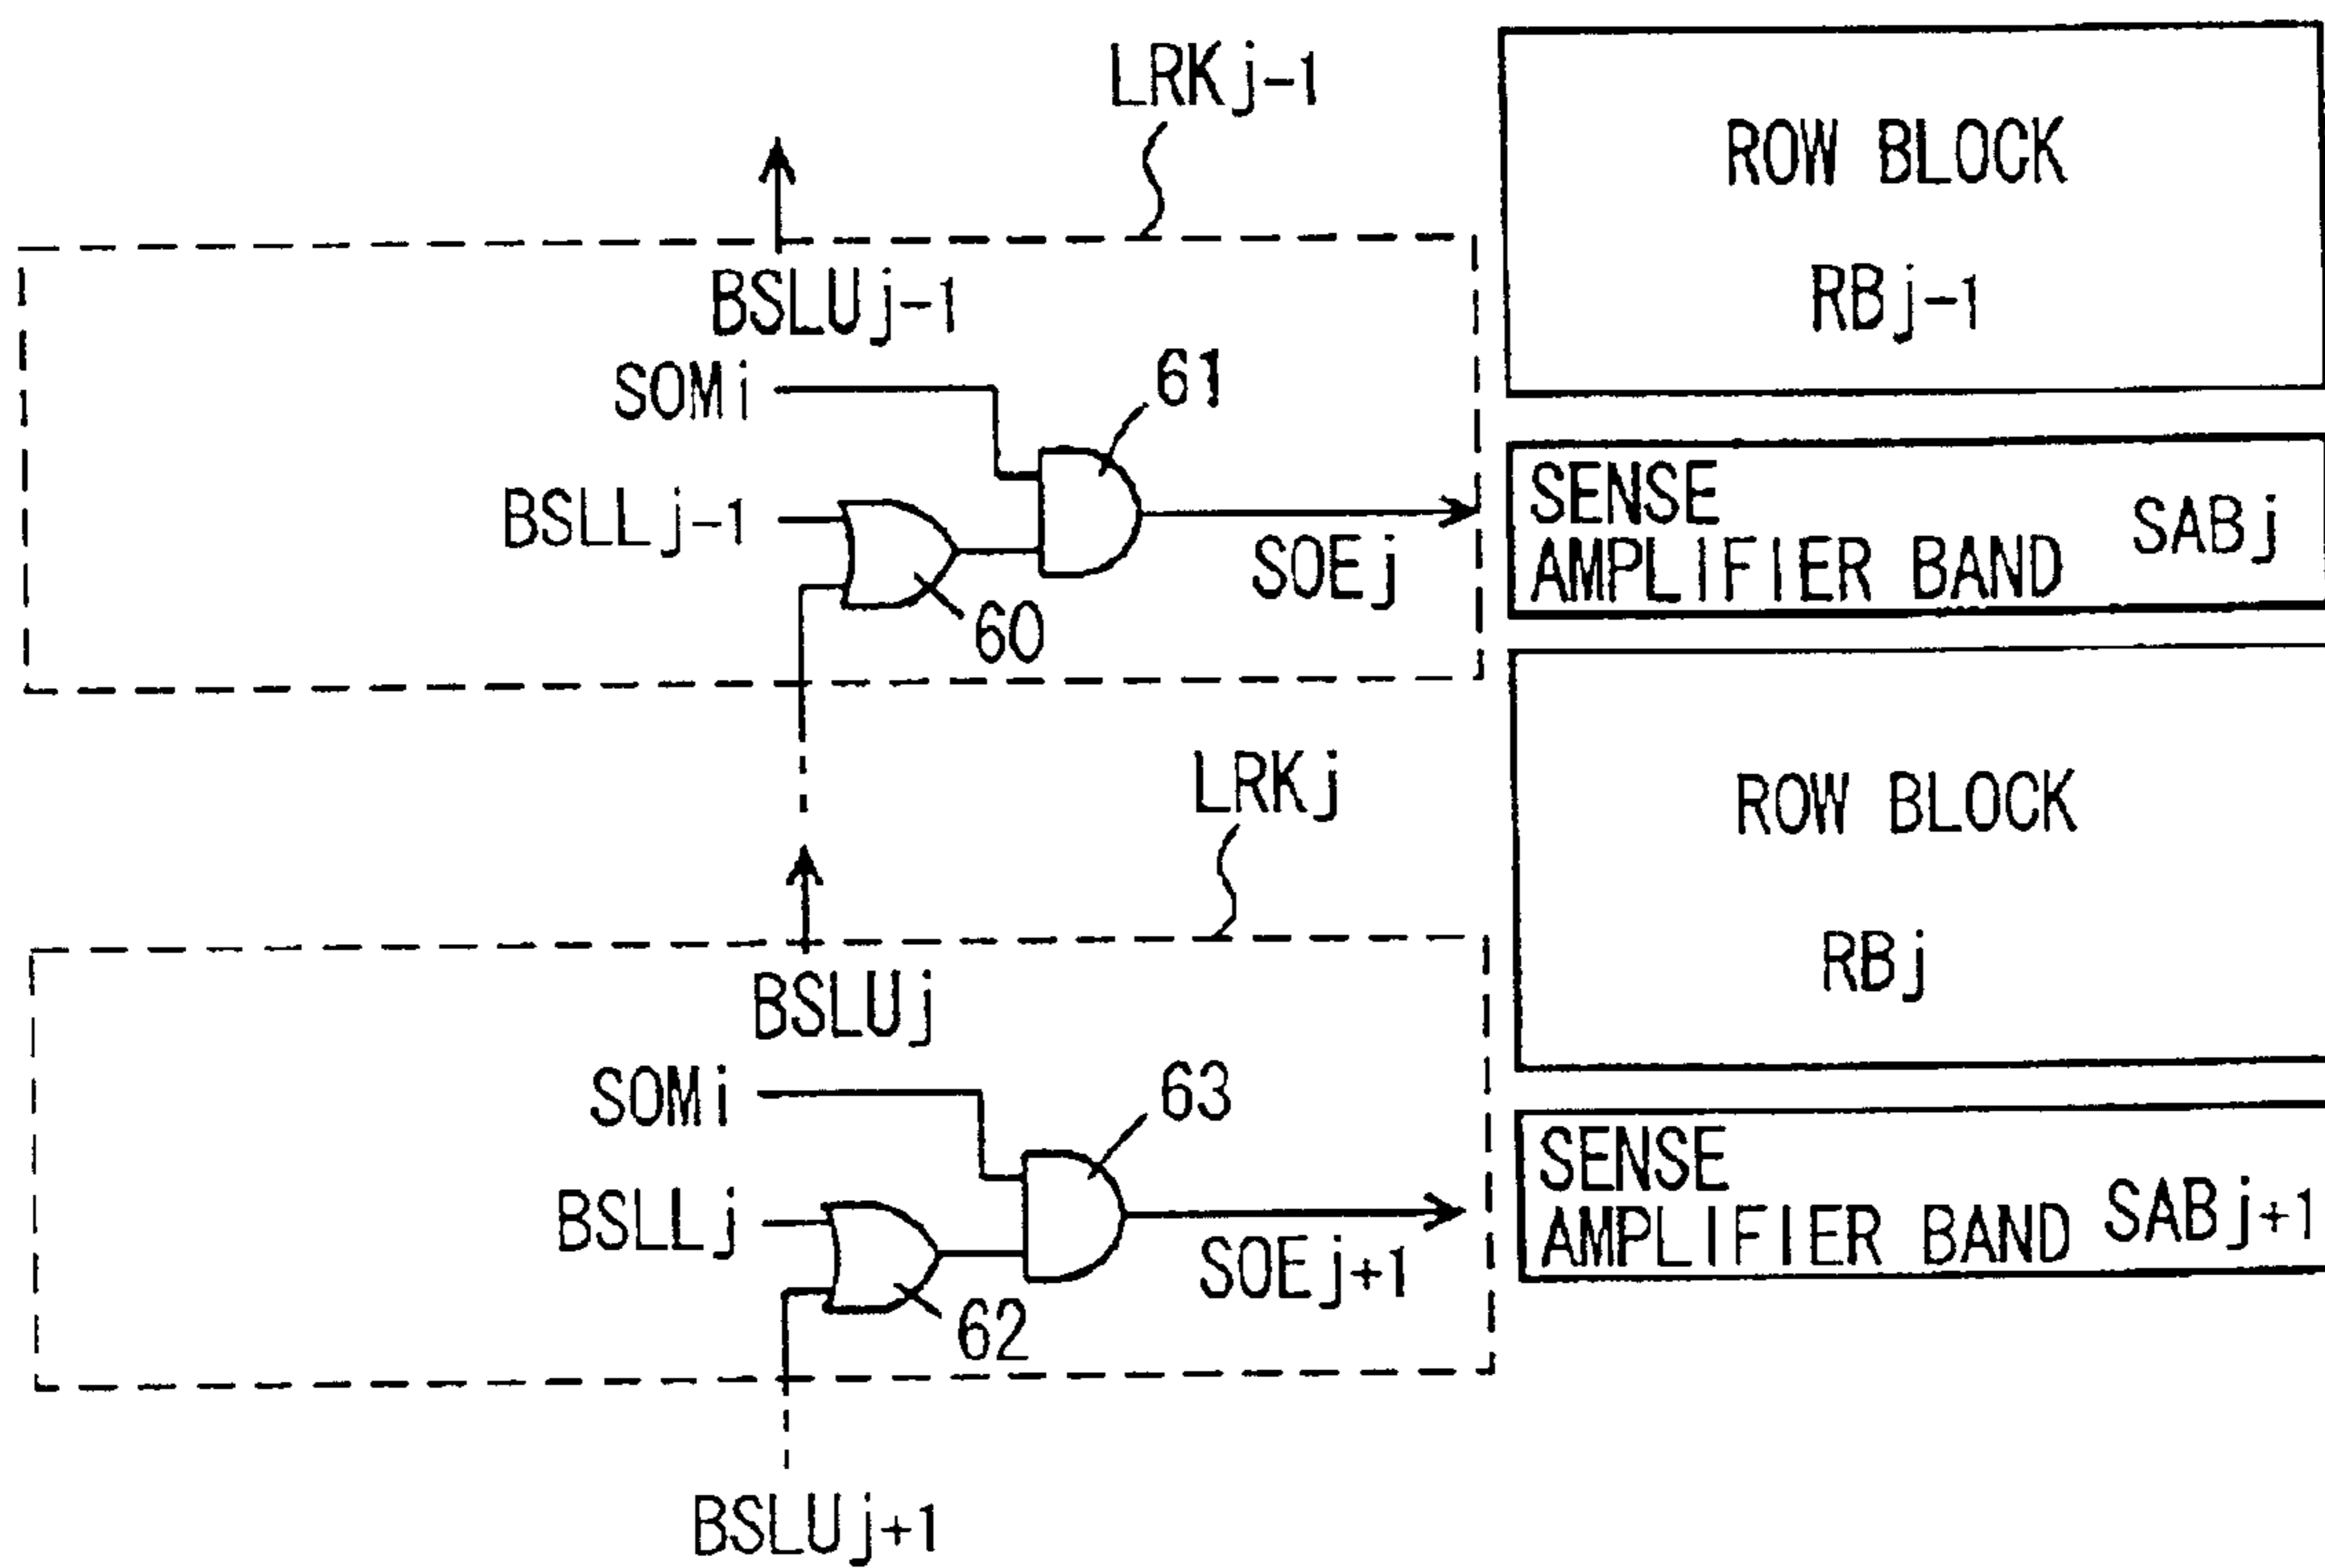 LRKj-1
ROW BLOCK
RBj-1
BSLUj-1
SOMi
61
BSLLj-1
60
SOEj
SENSE
AMPLIFIER BAND SABj
LRKj
ROW BLOCK
RBj
BSLUj
SOMi
63
BSLLj
62
SOEj+1
SENSE
AMPLIFIER BAND SABj+1
BSLUj+1